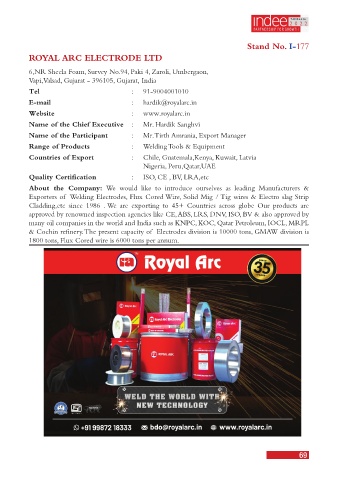 indee
Stand No. I-177
ROYAL ARC ELECTRODE LTD
6,NR Sheela Foam, Survey No.94, Paki 4, Zaroli, Umbergaon,
Vapi,Valsad, Gujarat – 396105, Gujarat, India
Tel : 91-9004001010
E-mail : hardik@royalarc.in
Website : www.royalarc.in
Name of the Chief Executive : Mr. Hardik Sanghvi
Name of the Participant : Mr. Tirth Amrania, Export Manager
Range of Products : Welding Tools & Equipment
Countries of Export : Chile, Guatemala,Kenya, Kuwait, Latvia
Nigeria, Peru,Qatar,UAE
Quality Certification : ISO, CE , BV, LRA,etc
About the Company: We would like to introduce ourselves as leading Manufacturers &
Exporters of Welding Electrodes, Flux Cored Wire, Solid Mig / Tig wires & Electro slag Strip
Cladding,etc since 1986 . We are exporting to 45+ Countries across globe Our products are
approved by renowned inspection agencies like CE, ABS, LRS, DNV, ISO, BV & also approved by
many oil companies in the world and India such as KNPC, KOC, Qatar Petroleum, IOCL, MRPL
& Cochin refinery. The present capacity of Electrodes division is 10000 tons, GMAW division is
1800 tons, Flux Cored wire is 6000 tons per annum.
Royal Arc
35
WELD THE WORLD WITH
NEW TECHNOLOGY
+91 99872 18333 bdo@royalarc.in www.royalarc.in
69